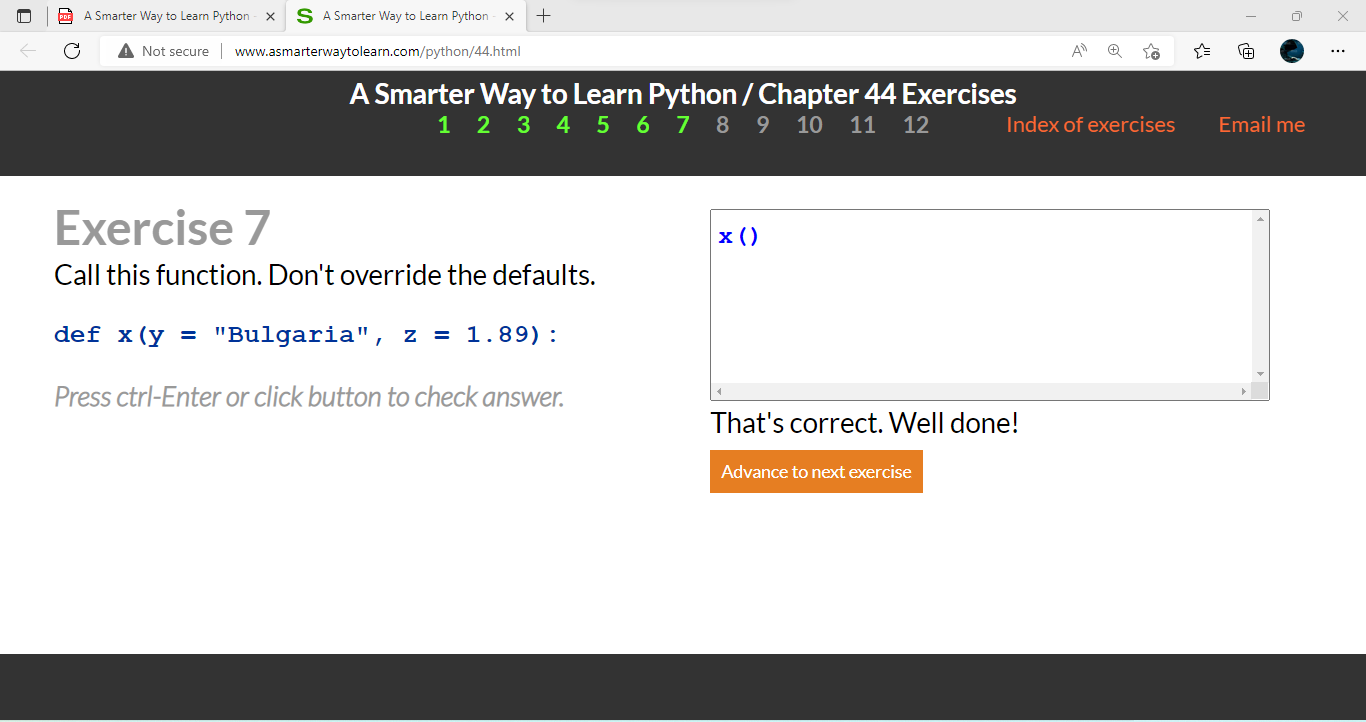 A Smarter Way to Learn Python -
A Smarter Way to Learn Python -
Not secure www.asmarterwaytolearn.com/python/44.html
A Smarter Way to Learn Python / Chapter 44 Exercises
1 2 3 4 5 6 7 8 9 10 11 12 Index of exercises Email me
Exercise 7
Call this function. Don't override the defaults.
def x(y = "Bulgaria", z = 1.89):
Press ctrl-Enter or click button to check answer.
x()
That's correct. Well done!
Advance to next exercise